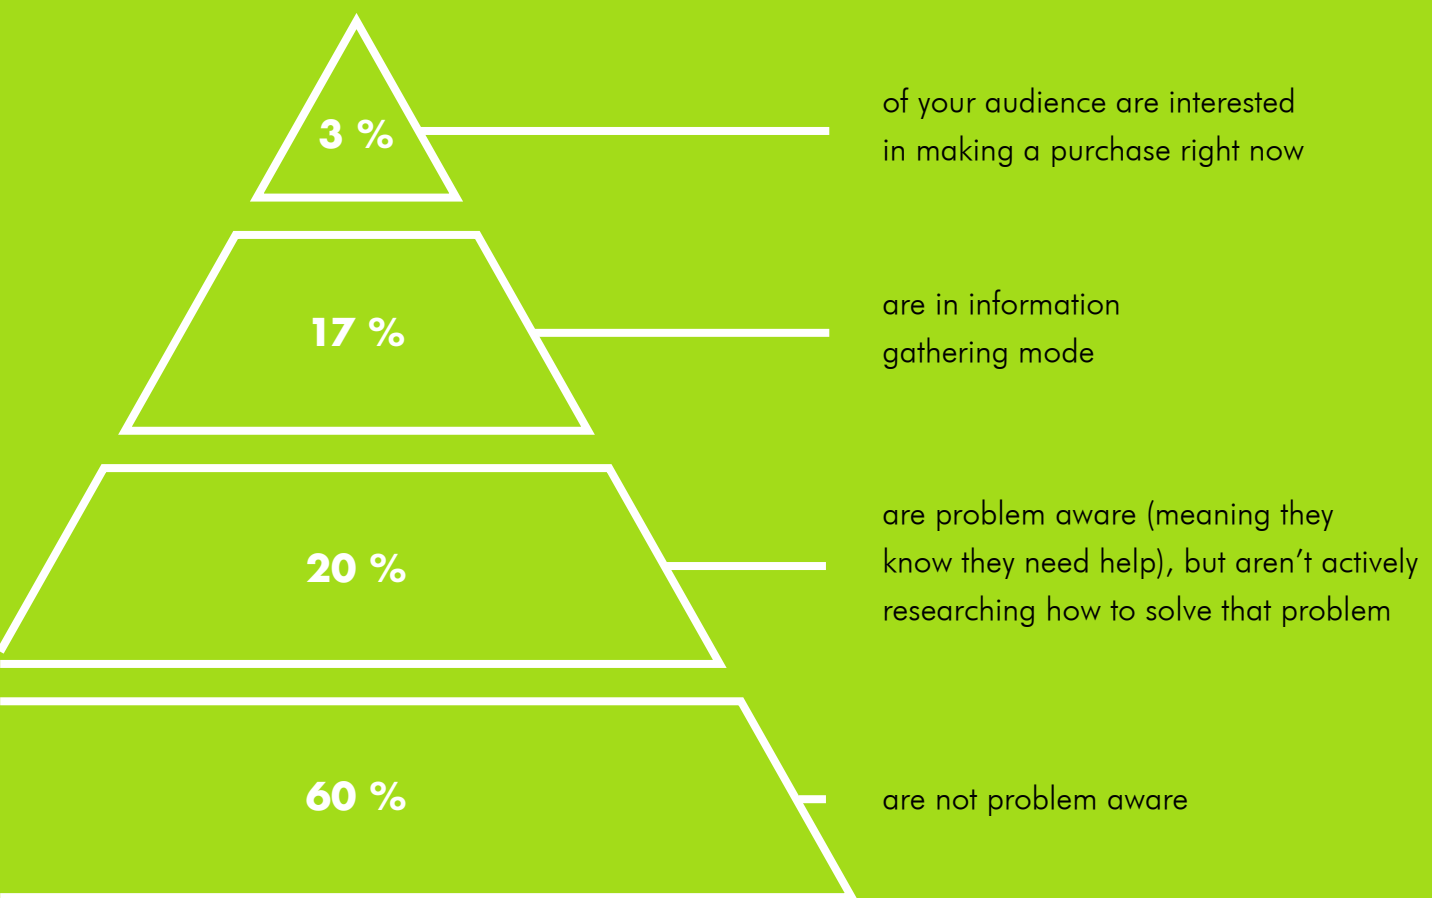 3 %
of your audience are interested
in making a purchase right now
17 %
are in information
gathering mode
20 %
are problem aware (meaning they
know they need help), but aren’t actively
researching how to solve that problem
60 %
are not problem aware